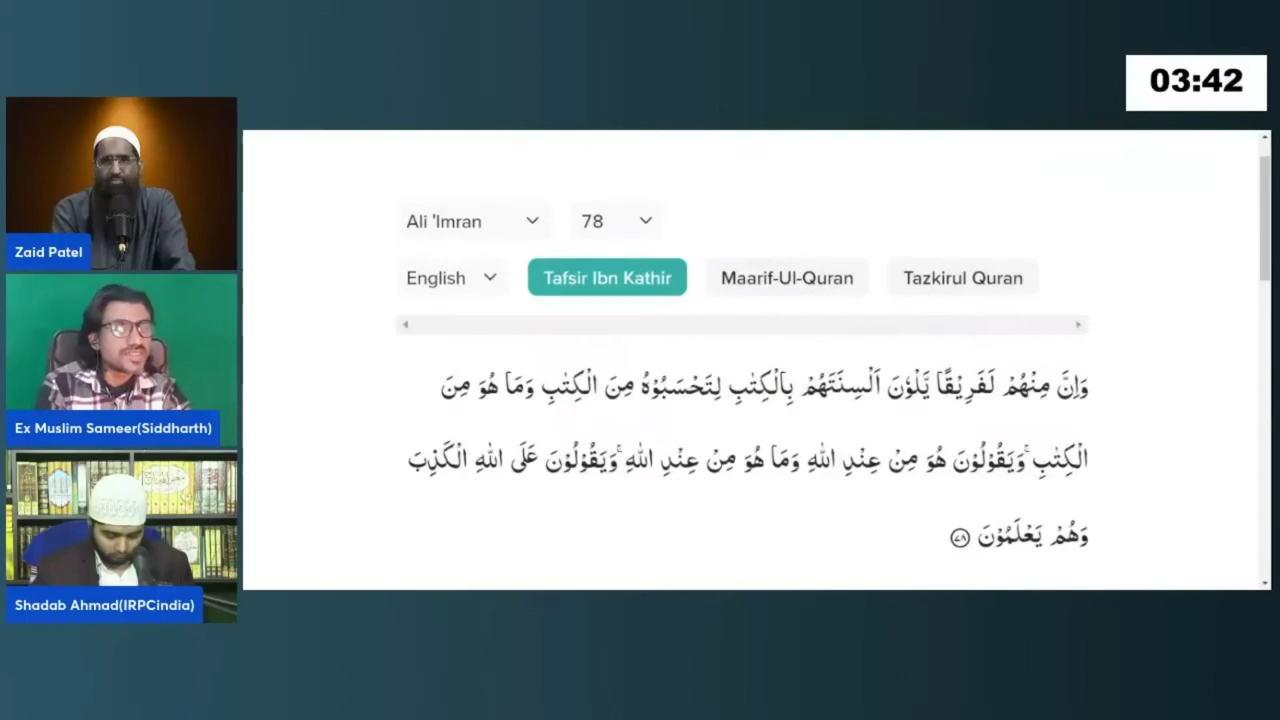 03:42
Zaid Patel
Ex Muslim Sameer(Siddharth)
Shadab Ahmad(IRPCindia)
Ali 'Imran 78
English Tafsir Ibn Kathir Maarif-Ul-Quran Tazkirul Quran
وَاِنَّ مِنْهُمْ لَفَرِيْقًا يَّلْوٗنَ اَلْسِنَتَهُمْ بِالْكِتٰبِ لِتَحْسَبُوْهُ مِنَ الْكِتٰبِ وَمَا هُوَ مِنَ
الْكِتٰبِ ۚ وَيَقُوْلُوْنَ هُوَ مِنْ عِنْدِ اللّٰهِ وَمَا هُوَ مِنْ عِنْدِ اللّٰهِ ۚ وَيَقُوْلُوْنَ عَلَى اللّٰهِ الْكَذِبَ
وَهُمْ يَعْلَمُوْنَ ۟۷۸